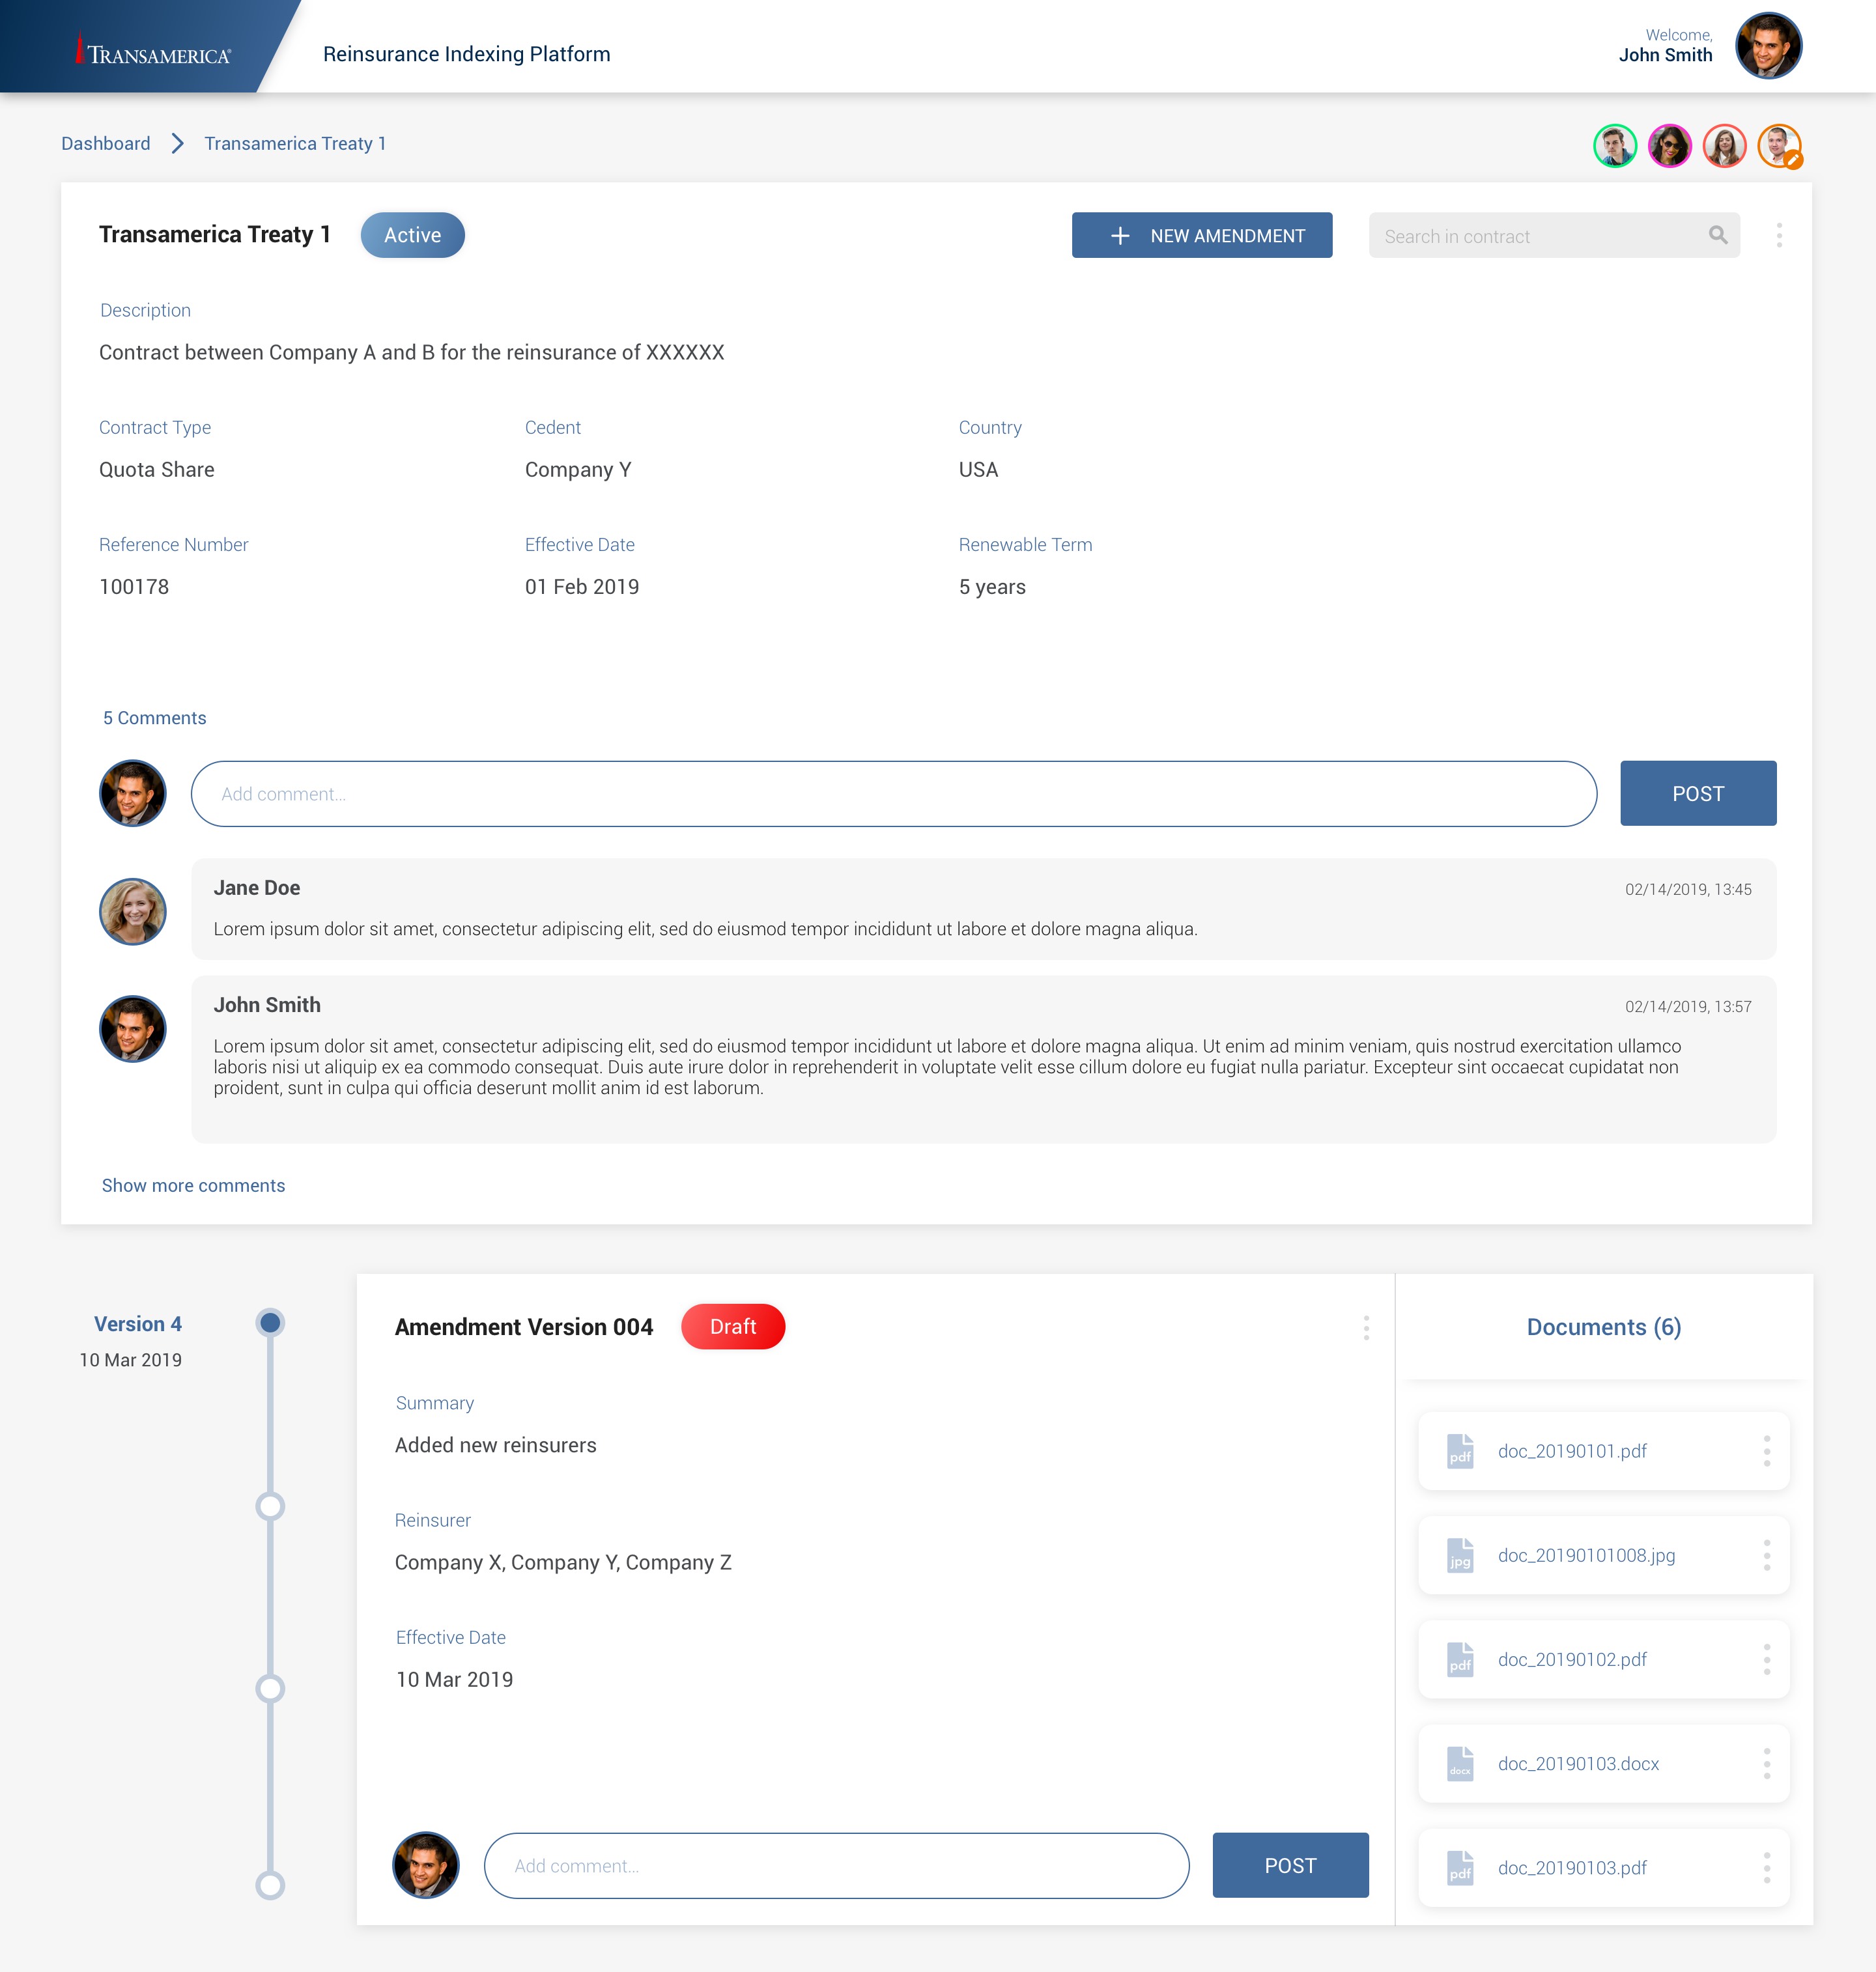 TRANSAMERICA®
Reinsurance Indexing Platform
Welcome,
John Smith
Dashboard
Transamerica Treaty 1
Transamerica Treaty 1
Active
NEW AMENDMENT
Search in contract
Description
Contract between Company A and B for the reinsurance of XXXXXX
Contract Type
Cedent
Country
Quota Share
Company Y
USA
Reference Number
Effective Date
Renewable Term
100178
01 Feb 2019
5 years
5 Comments
Add comment...
POST
Jane Doe
02/14/2019, 13:45
Lorem ipsum dolor sit amet, consectetur adipiscing elit, sed do eiusmod tempor incididunt ut labore et dolore magna aliqua.
John Smith
02/14/2019, 13:57
Lorem ipsum dolor sit amet, consectetur adipiscing elit, sed do eiusmod tempor incididunt ut labore et dolore magna aliqua. Ut enim ad minim veniam, quis nostrud exercitation ullamco
laboris nisi ut aliquip ex ea commodo consequat. Duis aute irure dolor in reprehenderit in voluptate velit esse cillum dolore eu fugiat nulla pariatur. Excepteur sint occaecat cupidatat non
proident, sunt in culpa qui officia deserunt mollit anim id est laborum.
Show more comments
Version 4
10 Mar 2019
Amendment Version 004
Draft
Summary
Added new reinsurers
Reinsurer
Company X, Company Y, Company Z
Effective Date
10 Mar 2019
Add comment...
POST
Documents (6)
pdf
doc_20190101.pdf
jpg
doc_20190101008.jpg
pdf
doc_20190102.pdf
docx
doc_20190103.docx
pdf
doc_20190103.pdf